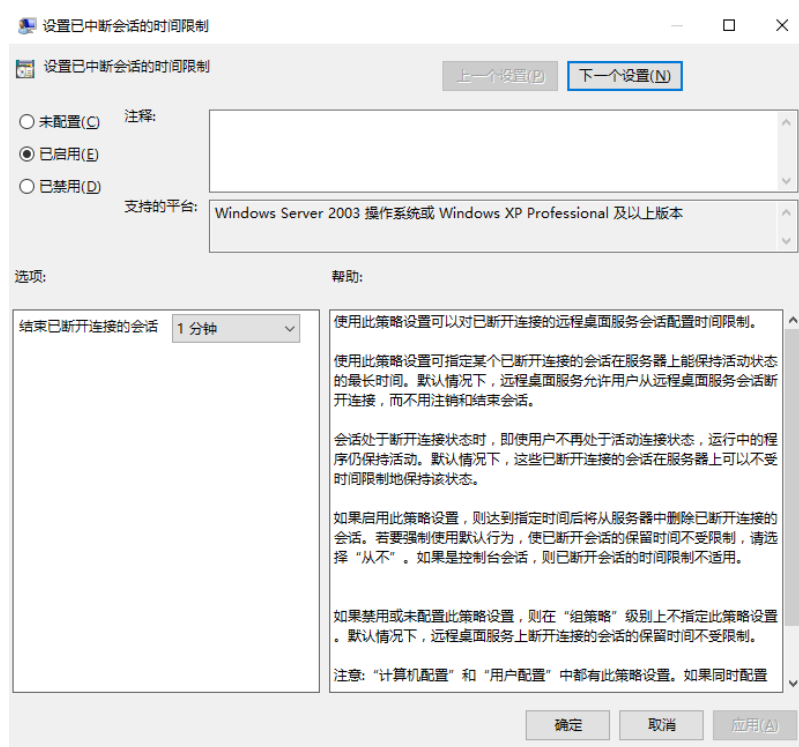 设置已中断会话的时间限制
设置已中断会话的时间限制
上一个设置(P)
下一个设置(N)
未配置(C)
注释:
已启用(E)
已禁用(D)
支持的平台:
Windows Server 2003 操作系统或 Windows XP Professional 及以上版本
选项:
帮助:
结束已断开连接的会话
1 分钟
使用此策略设置可以对已断开连接的远程桌面服务会话配置时间限制。
使用此策略设置可指定某个已断开连接的会话在服务器上能保持活动状态
的最长时间。默认情况下，远程桌面服务允许用户从远程桌面服务会话断
开连接，而不用注销和结束会话。
会话处于断开连接状态时，即使用户不再处于活动连接状态，运行中的程
序仍保持活动。默认情况下，这些已断开连接的会话在服务器上可以不受
时间限制地保持该状态。
如果启用此策略设置，则达到指定时间后将从服务器中删除已断开连接的
会话。若要强制使用默认行为，使已断开会话的保留时间不受限制，请选
择“从不”。如果是控制台会话，则已断开会话的时间限制不适用。
如果禁用或未配置此策略设置，则在“组策略”级别上不指定此策略设置
。默认情况下，远程桌面服务上断开连接的会话的保留时间不受限制。
注意:“计算机配置”和“用户配置”中都有此策略设置。如果同时配置
确定
取消
应用(A)